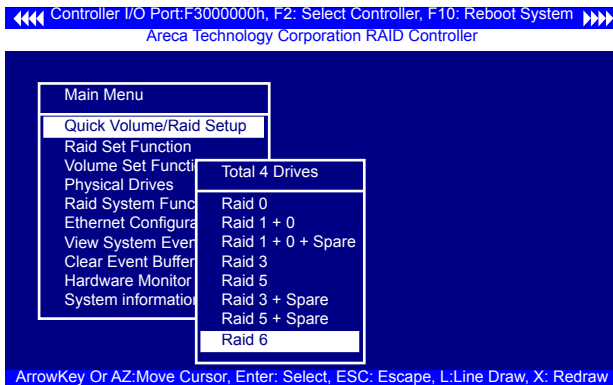 Controller I/O Port:F3000000h, F2: Select Controller, F10: Reboot System
Areca Technology Corporation RAID Controller
Main Menu
Quick Volume/Raid Setup
Raid Set Function
Volume Set Functi
Physical Drives
Raid System Func
Ethernet Configura
View System Even
Clear Event Buffer
Hardware Monitor
System informatio
Total 4 Drives
Raid 0
Raid 1 + 0
Raid 1 + 0 + Spare
Raid 3
Raid 5
Raid 3 + Spare
Raid 5 + Spare
Raid 6
ArrowKey Or AZ:Move Cursor, Enter: Select, ESC: Escape, L:Line Draw, X: Redraw